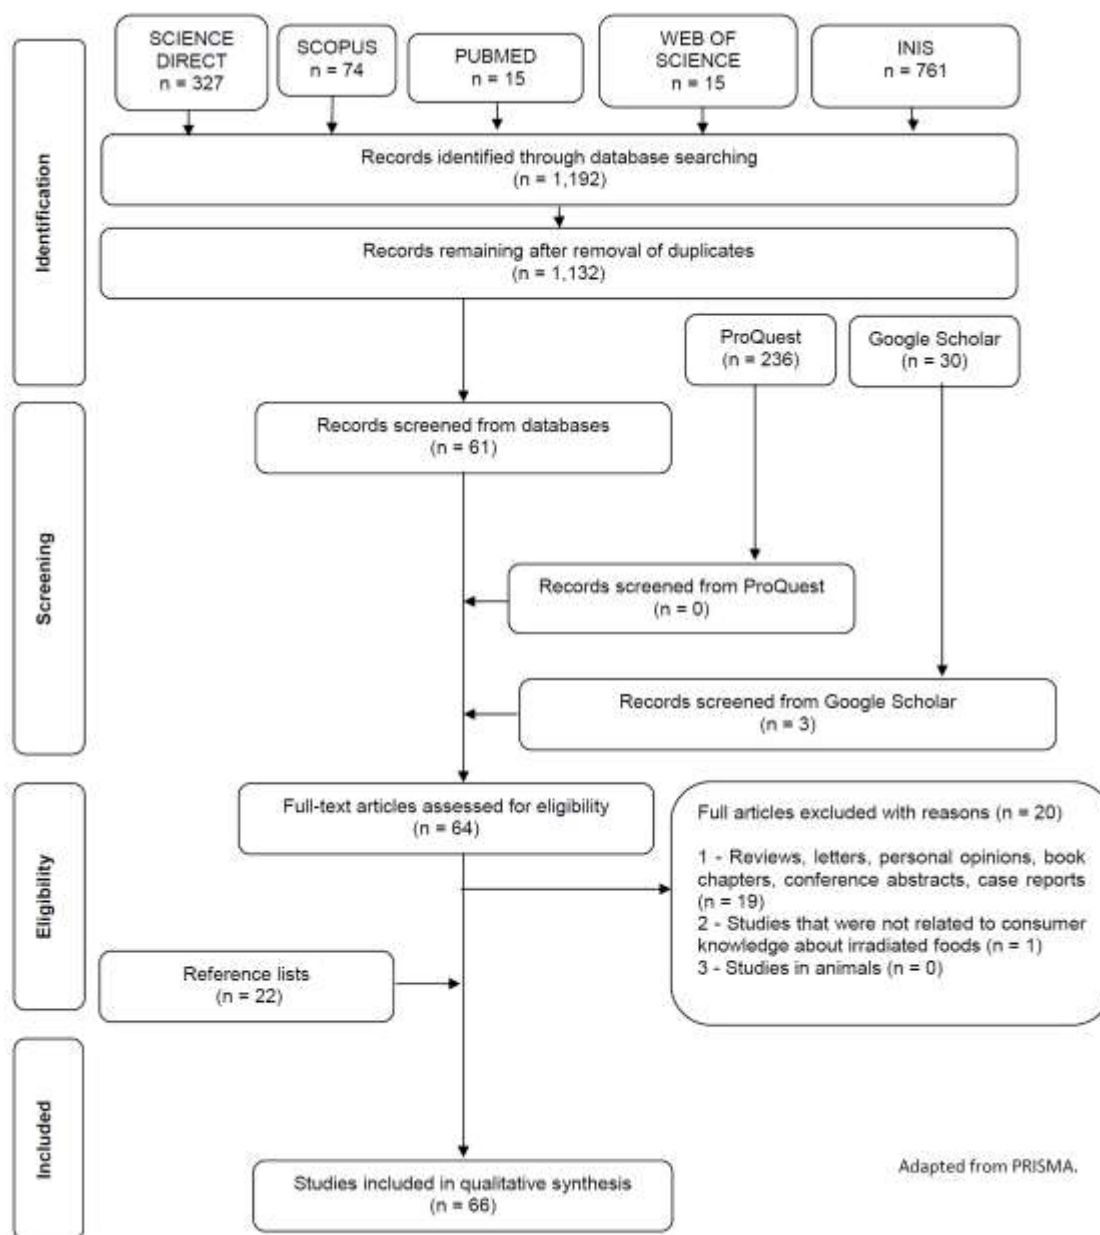 SCIENCE
DIRECT
n = 327
SCOPUS
n = 74
PUBMED
n = 15
WEB OF
SCIENCE
n = 15
INIS
n = 761
Identification
Records identified through database searching
(n = 1,192)
Records remaining after removal of duplicates
(n = 1,132)
ProQuest
(n = 236)
Google Scholar
(n = 30)
Screening
Records screened from databases
(n = 61)
Records screened from ProQuest
(n = 0)
Records screened from Google Scholar
(n = 3)
Eligibility
Full-text articles assessed for eligibility
(n = 64)
Full articles excluded with reasons (n = 20)
1 - Reviews, letters, personal opinions, book
chapters, conference abstracts, case reports
(n = 19)
2 - Studies that were not related to consumer
knowledge about irradiated foods (n = 1)
3 - Studies in animals (n = 0)
Reference lists
(n = 22)
Included
Studies included in qualitative synthesis
(n = 66)
Adapted from PRISMA.